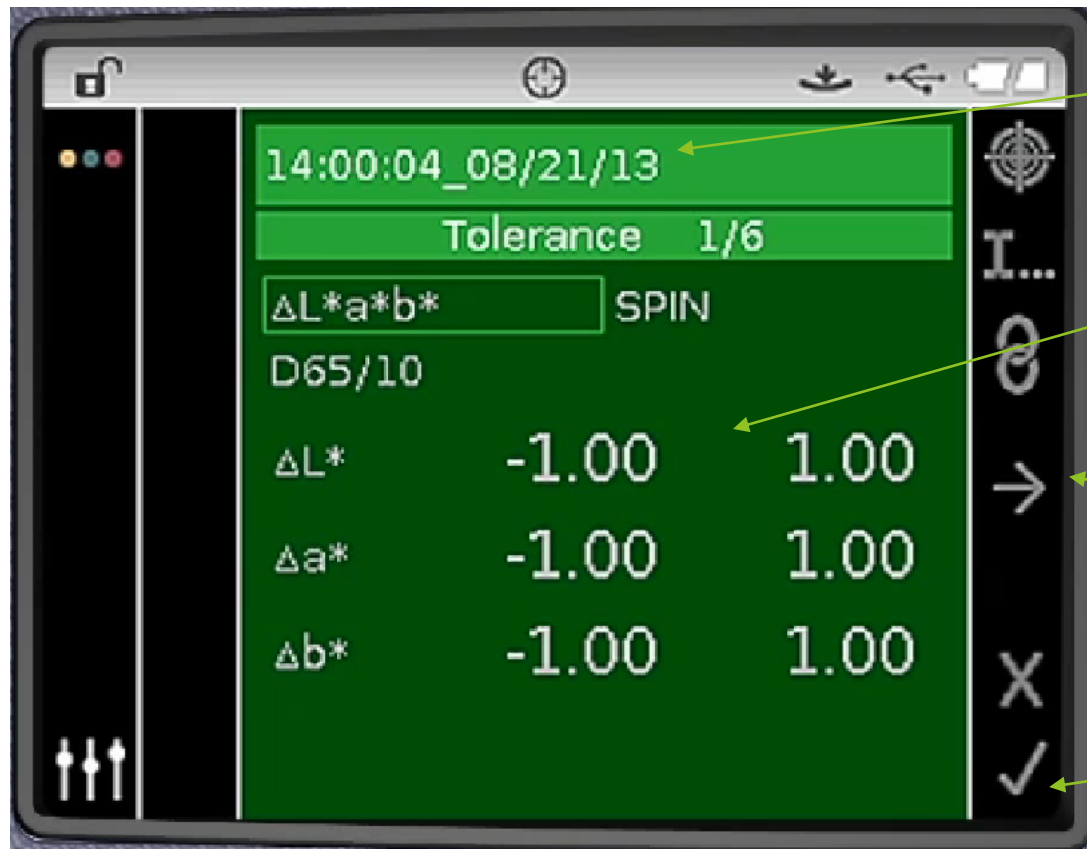 14:00:04_08/21/13
Tolerance 1/6
I...
ΔL*a*b* SPIN
D65/10
ΔL* -1.00 1.00
Δa* -1.00 1.00
Δb* -1.00 1.00